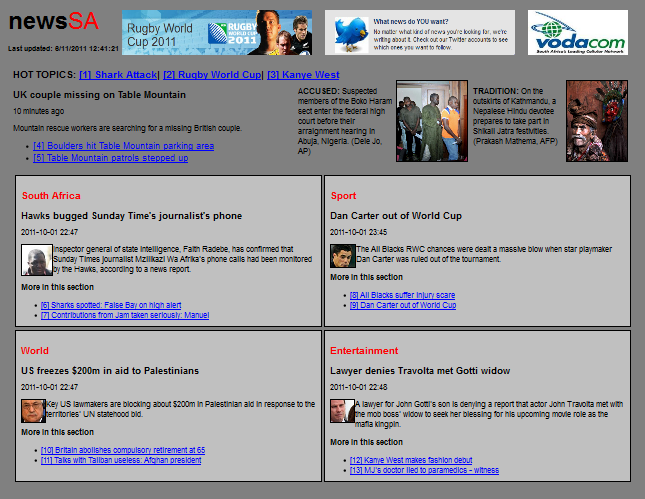 newsSA
Last updated: 6/11/2011 12:41:21
Rugby World
Cup 2011
RUGBY
WORLD
CUP
2011
What news do YOU want?
No matter what kind of news you're looking for, we're
writing about it. Check out our Twitter accounts to see
which ones you want to follow.
vodacom
South Africa's Leading Cellular Network
HOT TOPICS: [1] Shark Attack| [2] Rugby World Cup| [3] Kanye West
UK couple missing on Table Mountain
10 minutes ago
Mountain rescue workers are searching for a missing British couple.
[4] Boulders hit Table Mountain parking area
[5] Table Mountain patrols stepped up
ACCUSED: Suspected
members of the Boko Haram
sect enter the federal high
court before their
arraignment hearing in
Abuja, Nigeria. (Dele Jo,
AP)
TRADITION: On the
outskirts of Kathmandu, a
Nepalese Hindu devotee
prepares to take part in
Shikali Jatra festivities.
(Prakash Mathema, AFP)
South Africa
Hawks bugged Sunday Time's journalist's phone
2011-10-01 22:47
Inspector general of state intelligence, Faith Radebe, has confirmed that
Sunday Times journalist Mzilikazi Wa Afrika's phone calls had been monitored
by the Hawks, according to a news report.
More in this section
[6] Sharks spotted: False Bay on high alert
[7] Contributions from Jam taken seriously: Manuel
Sport
Dan Carter out of World Cup
2011-10-01 23:45
The All Blacks RWC chances were dealt a massive blow when star playmaker
Dan Carter was ruled out of the tournament.
More in this section
[8] All Blacks suffer injury scare
[9] Dan Carter out of World Cup
World
US freezes $200m in aid to Palestinians
2011-10-01 22:47
Key US lawmakers are blocking about $200m in Palestinian aid in response to the
territories' UN statehood bid.
More in this section
[10] Britain abolishes compulsory retirement at 65
[11] Talks with Taliban useless: Afghan president
Entertainment
Lawyer denies Travolta met Gotti widow
2011-10-01 22:48
A lawyer for John Gotti's son is denying a report that actor John Travolta met with
the mob boss' widow to seek her blessing for his upcoming movie role as the
mafia kingpin.
More in this section
[12] Kanye West makes fashion debut
[13] MJ's doctor lied to paramedics - witness